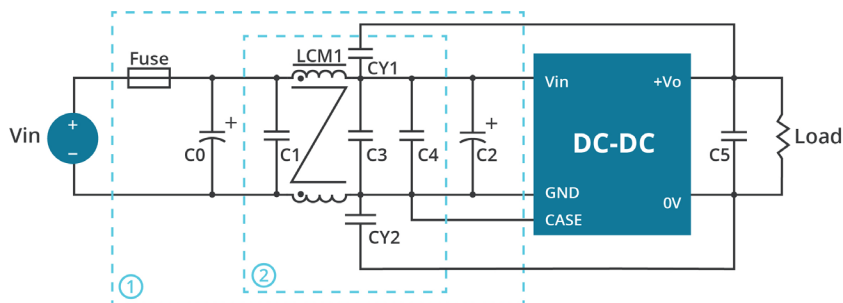 LCM1
Fuse
CY1
Vin
+
−
+
C0
C1
C3
C4
+
C2
Vin
+Vo
DC-DC
GND
CASE
0V
C5
Load
CY2
1
2